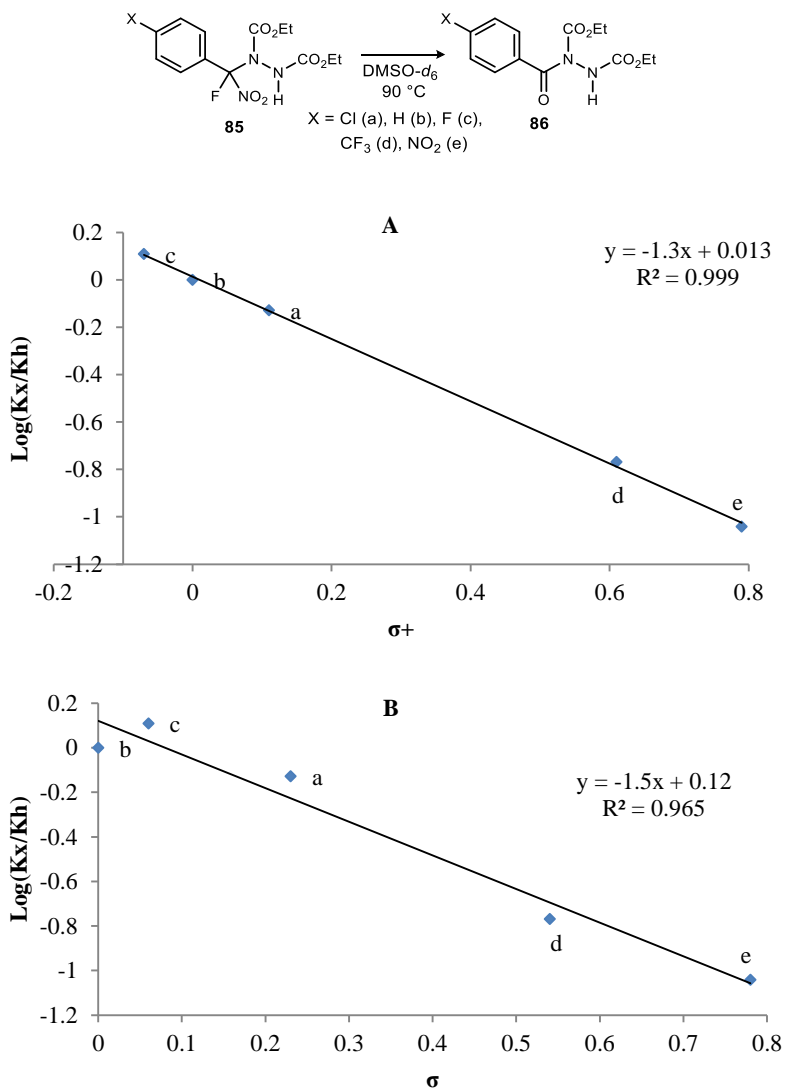 X
CO₂Et
N
CO₂Et
N
F
NO₂
H
85
DMSO-d₆
90 °C
X = Cl (a), H (b), F (c),
CF₃ (d), NO₂ (e)
X
CO₂Et
N
CO₂Et
N
O
H
86
A
y = -1.3x + 0.013
R² = 0.999
0.2
0
-0.2
-0.4
-0.6
-0.8
-1
-1.2
Log(Kx/Kh)
c
b
a
d
e
-0.2 0 0.2 0.4 0.6 0.8
σ+
B
y = -1.5x + 0.12
R² = 0.965
0.2
0
-0.2
-0.4
-0.6
-0.8
-1
-1.2
Log(Kx/Kh)
b
c
a
d
e
0 0.1 0.2 0.3 0.4 0.5 0.6 0.7 0.8
σ